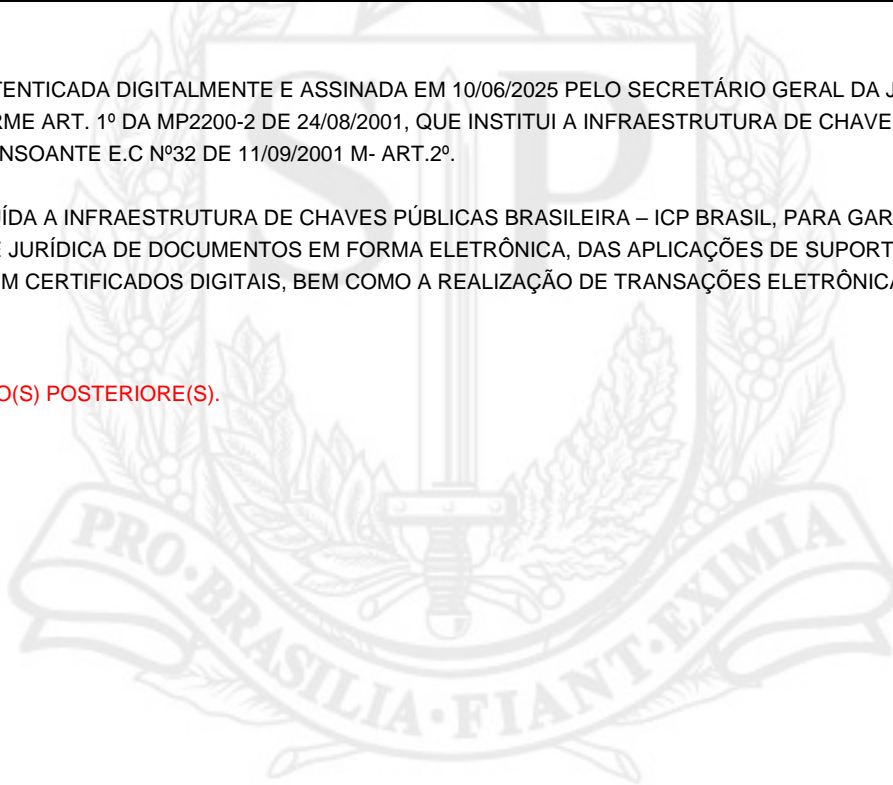 TENTICADA DIGITALMENTE E ASSINADA EM 10/06/2025 PELO SECRETÁRIO GERAL DA J
RME ART. 1º DA MP2200-2 DE 24/08/2001, QUE INSTITUI A INFRAESTRUTURA DE CHAVE
NSOANTE E.C Nº32 DE 11/09/2001 M- ART.2º.
ÍDA A INFRAESTRUTURA DE CHAVES PÚBLICAS BRASILEIRA – ICP BRASIL, PARA GAR
E JURÍDICA DE DOCUMENTOS EM FORMA ELETRÔNICA, DAS APLICAÇÕES DE SUPORT
M CERTIFICADOS DIGITAIS, BEM COMO A REALIZAÇÃO DE TRANSAÇÕES ELETRÔNICA
O(S) POSTERIORE(S).
SP
PRO·BRASILIA·FIANT·EXIMIA